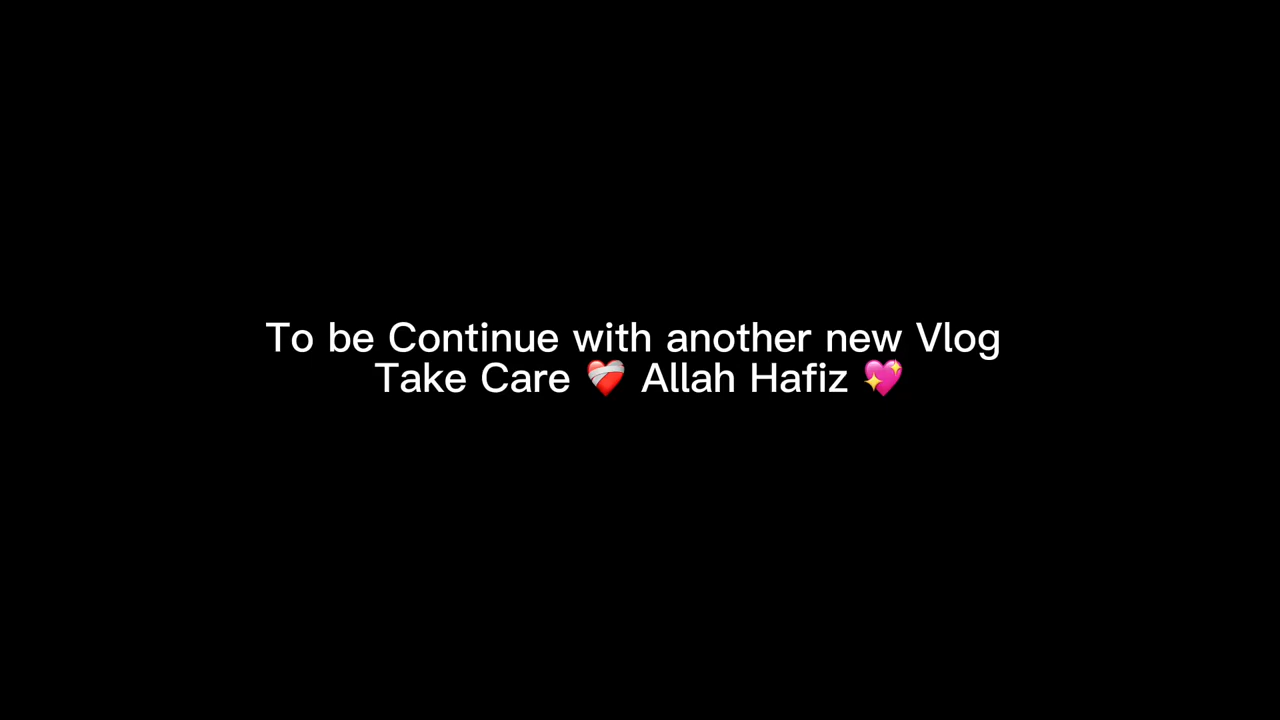 To be Continue with another new Vlog
Take Care ❤️‍🩹 Allah Hafiz 💖